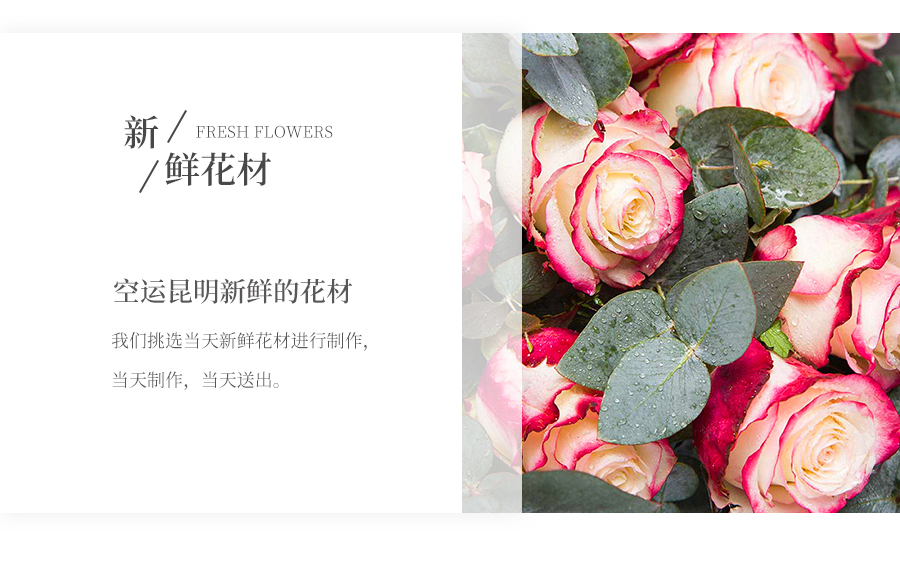 新
FRESH FLOWERS
鲜花材
空运昆明新鲜的花材
我们挑选当天新鲜花材进行制作，
当天制作，当天送出。